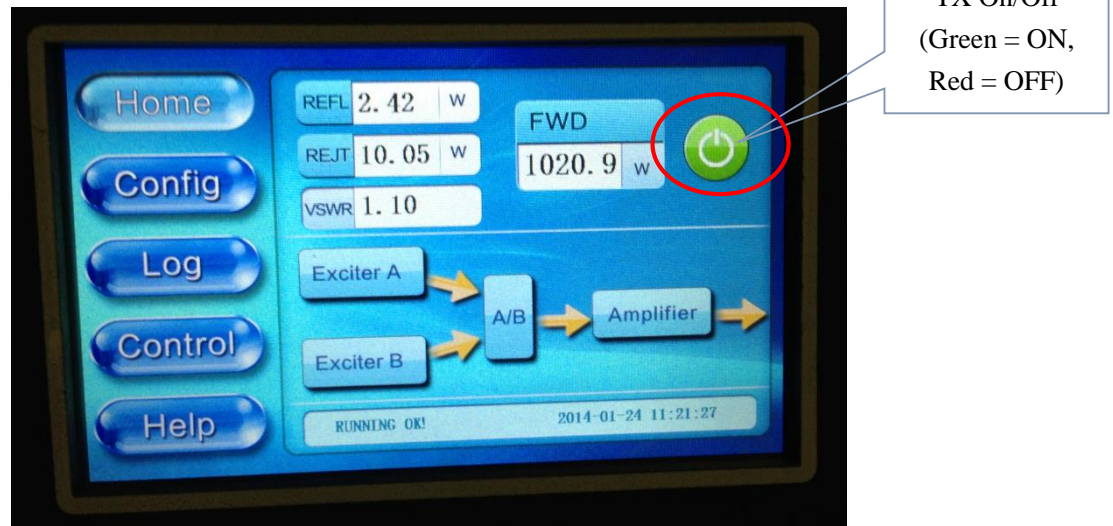 TX On/Off
(Green = ON,
Red = OFF)
Home
Config
Log
Control
Help
REFL 2.42 W
REJT 10.05 W
VSWR 1.10
FWD
1020.9 W
Exciter A
Exciter B
A/B
Amplifier
RUNNING OK! 2014-01-24 11:21:27